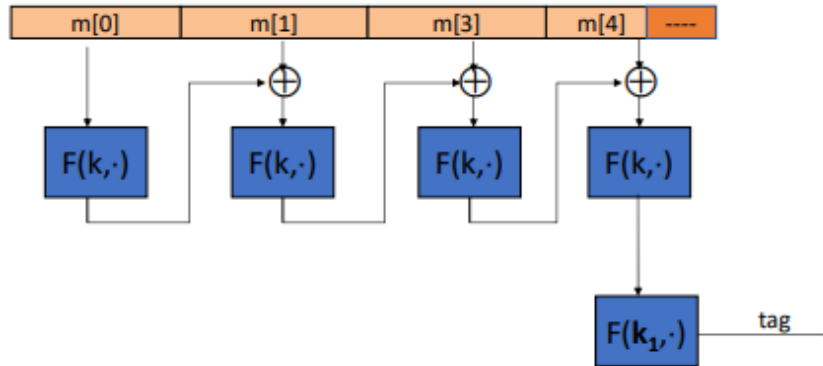 m[0] m[1] m[3] m[4] ----
F(k,·) F(k,·) F(k,·) F(k,·)
F(k₁,·) tag